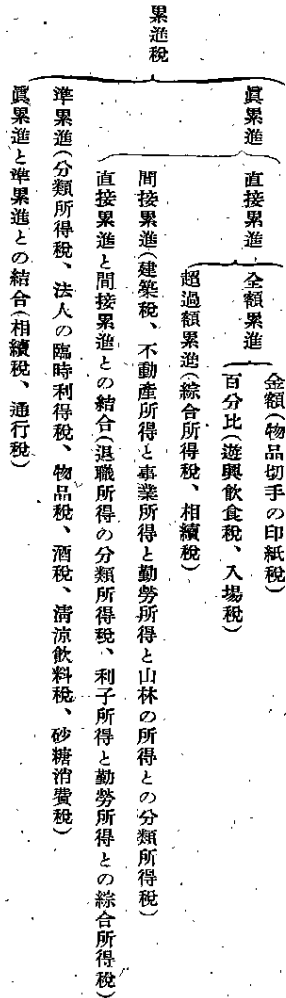 累進税
眞累進
直接累進
全額累進
金額(物品切手の印紙税)
百分比(遊興飮食税、入場税)
超過額累進(綜合所得税、相續税)
間接累進(建築税、不動產所得と事業所得と勤勞所得と山林の所得との分類所得税)
直接累進と間接累進との結合(退職所得の分類所得税、利子所得と勤勞所得との綜合所得税)
準累進(分類所得税、法人の臨時利得税、物品税、酒税、清涼飮料税、砂糖消費税)
眞累進と準累進との結合(相續税、通行税)